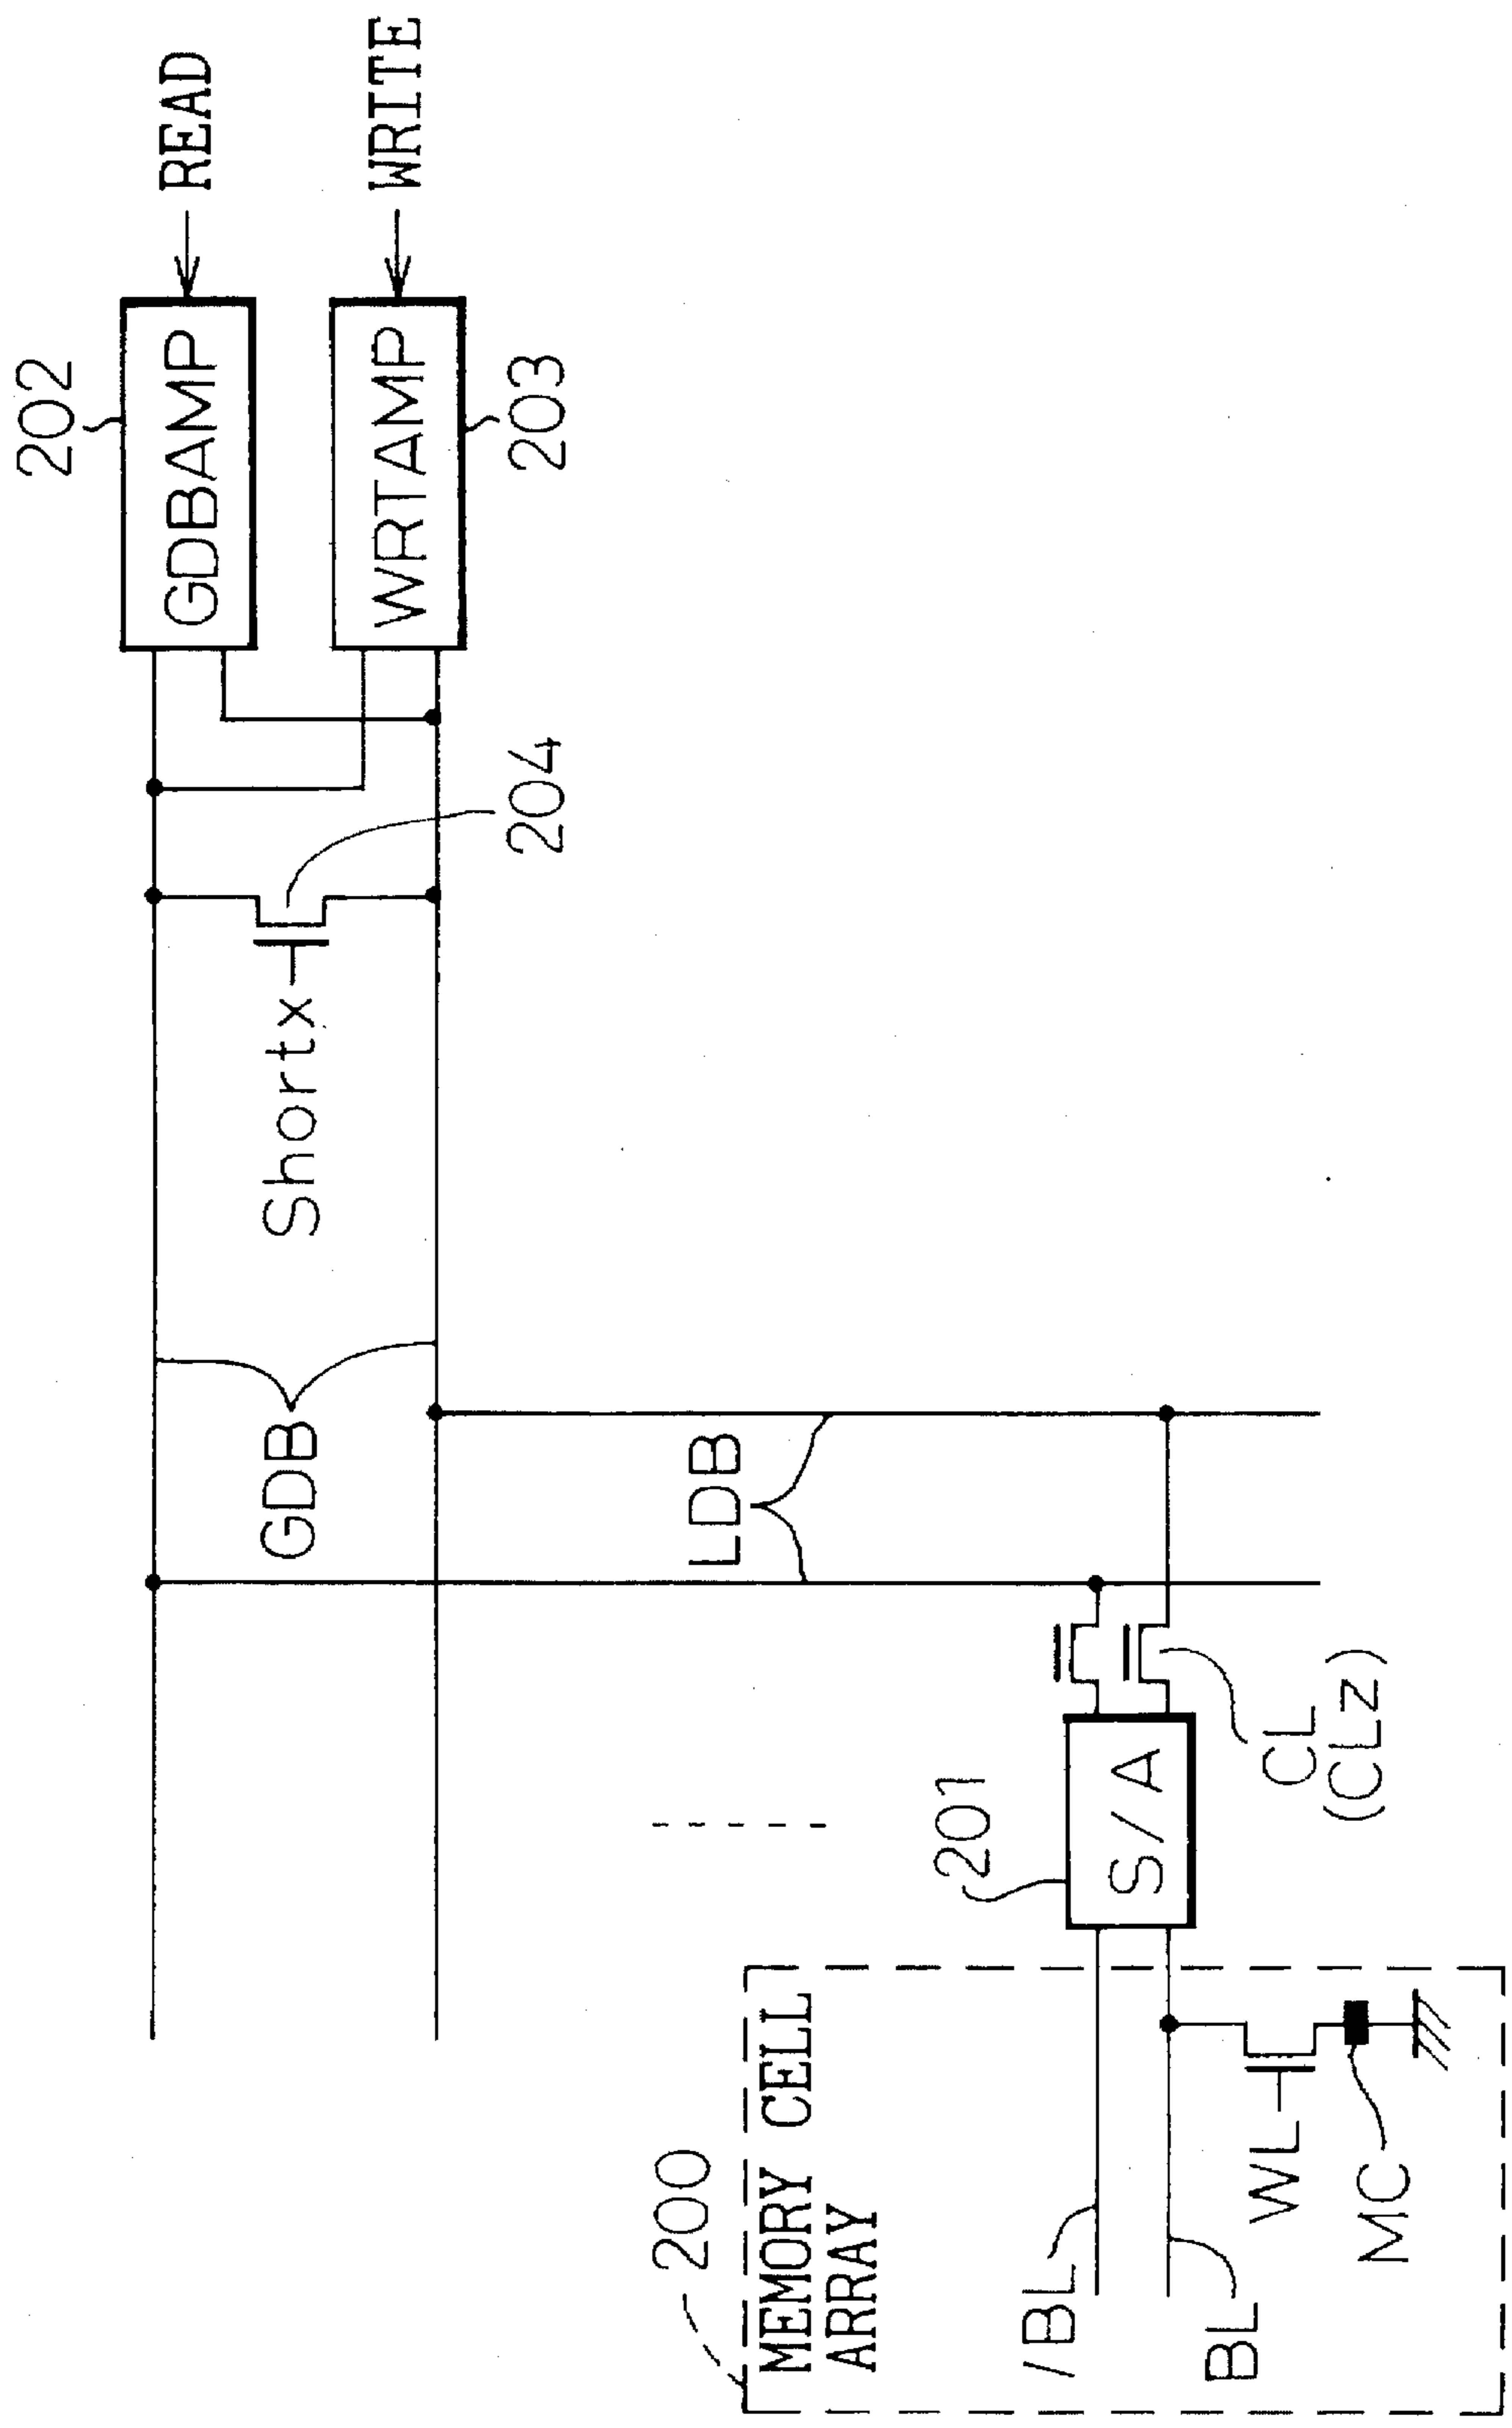 202
GDBAMP
READ
WRTAMP
WRITE
203
204
Shortx
GDB
LDB
200
MEMORY CELL
ARRAY
201
S/A
/BL
BL
CL
(CLz)
WL
MC